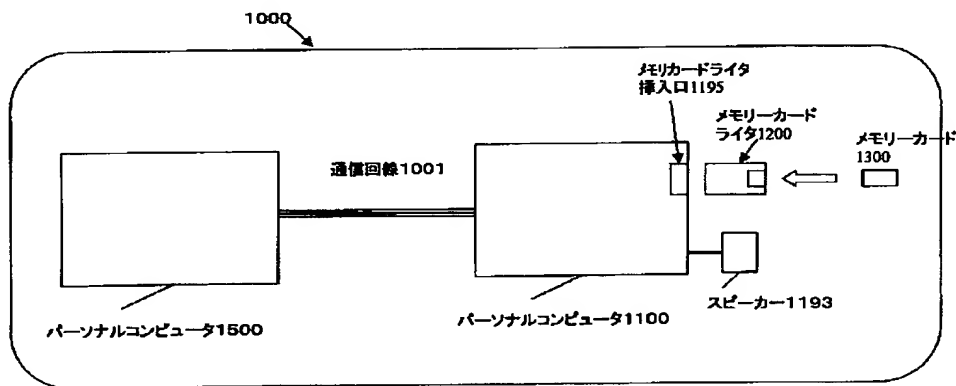 1000
メモリカードライタ
挿入口1195
メモリーカード
ライタ1200
メモリーカード
1300
通信回線1001
スピーカー1193
パーソナルコンピュータ1500
パーソナルコンピュータ1100